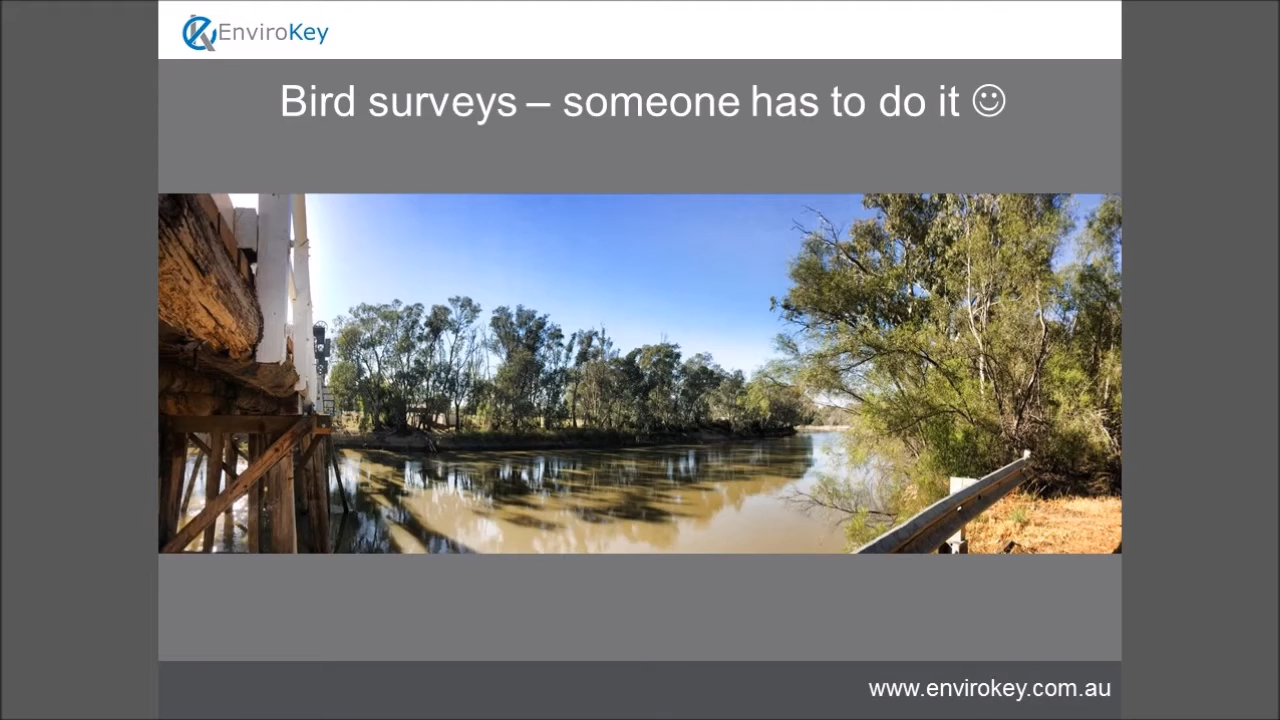 EnviroKey
Bird surveys – someone has to do it ☺
www.envirokey.com.au